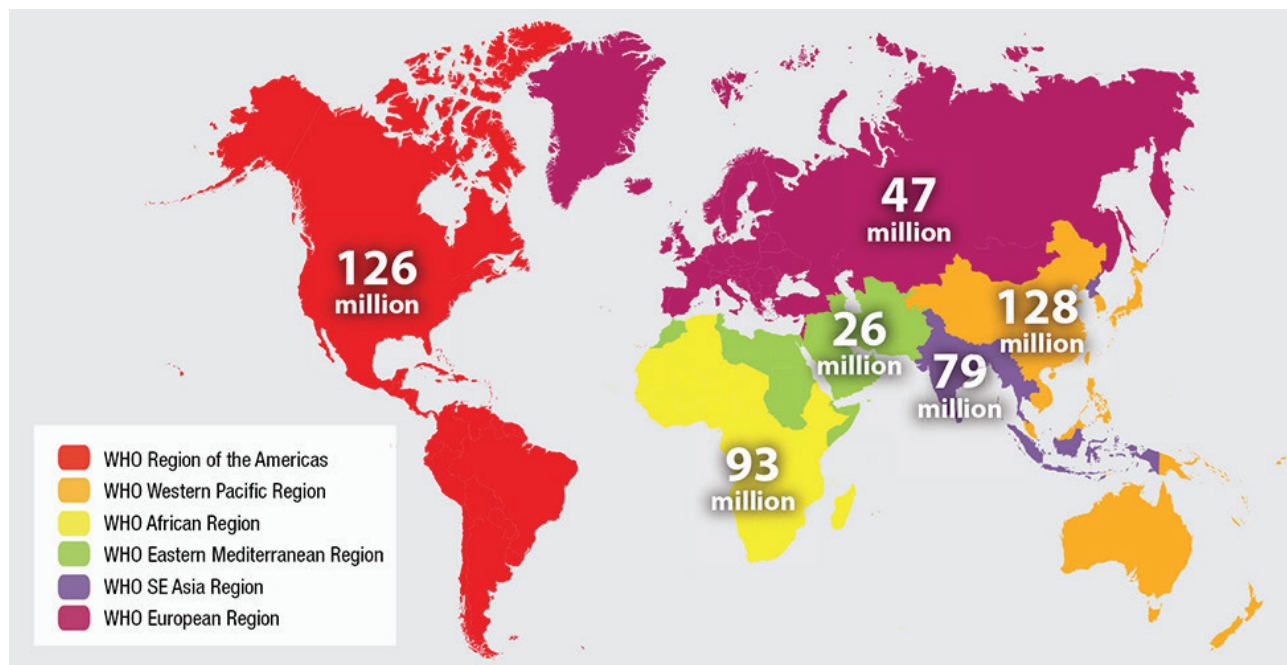 47
million
126
million
128
million
26
million
79
million
93
million
WHO Region of the Americas
WHO Western Pacific Region
WHO African Region
WHO Eastern Mediterranean Region
WHO SE Asia Region
WHO European Region